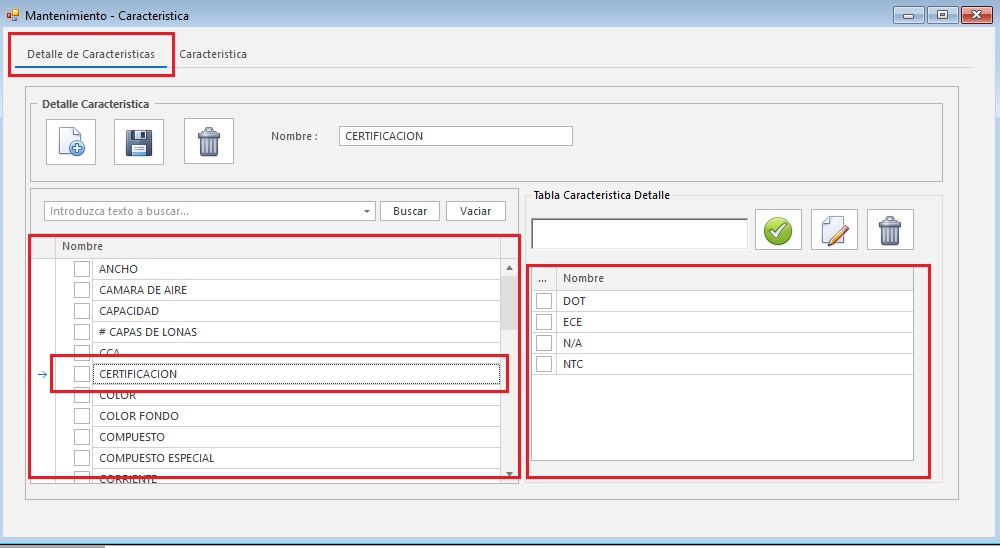 Mantenimiento - Caracteristica
Detalle de Caracteristicas
Caracteristica
Detalle Caracteristica
Nombre :
CERTIFICACION
Introduzca texto a buscar...
Buscar
Vaciar
Nombre
ANCHO
CAMARA DE AIRE
CAPACIDAD
# CAPAS DE LONAS
CCA
CERTIFICACION
COLOR
COLOR FONDO
COMPUESTO
COMPUESTO ESPECIAL
CORRIENTE
Tabla Caracteristica Detalle
...
Nombre
DOT
ECE
N/A
NTC